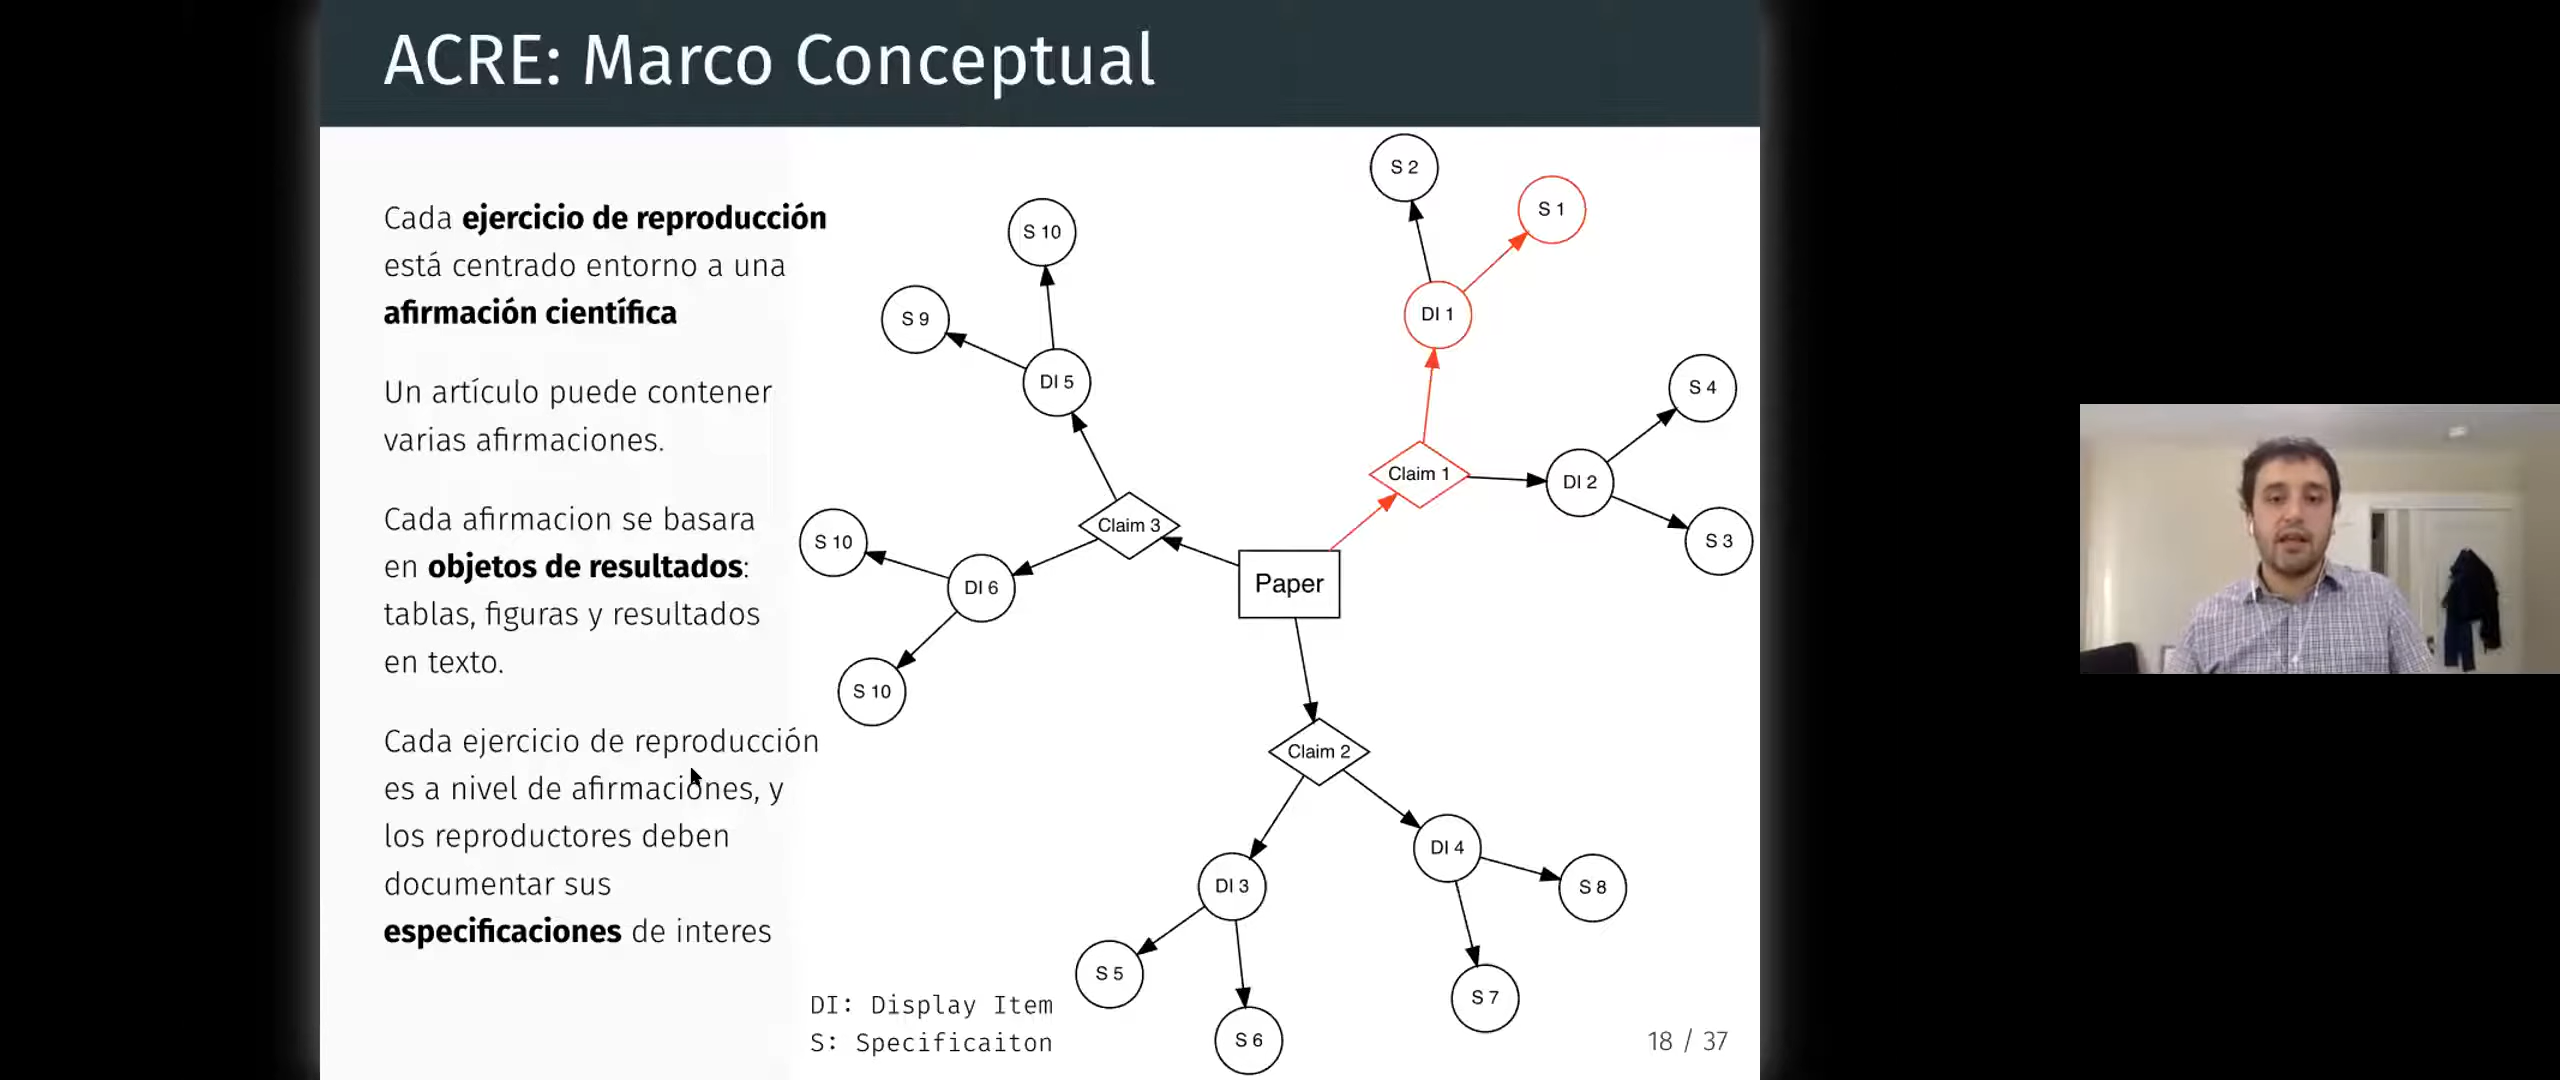 ACRE: Marco Conceptual
Cada ejercicio de reproducción
está centrado entorno a una
afirmación científica
Un artículo puede contener
varias afirmaciones.
Cada afirmacion se basara
en objetos de resultados:
tablas, figuras y resultados
en texto.
Cada ejercicio de reproducción
es a nivel de afirmaciones, y
los reproductores deben
documentar sus
especificaciones de interes
S 2
S 1
S 10
S 9
DI 1
DI 5
S 4
Claim 1
DI 2
Claim 3
S 10
S 3
DI 6
Paper
S 10
Claim 2
DI 4
DI 3
S 8
S 5
S 7
S 6
DI: Display Item
S: Specificaiton
18 / 37